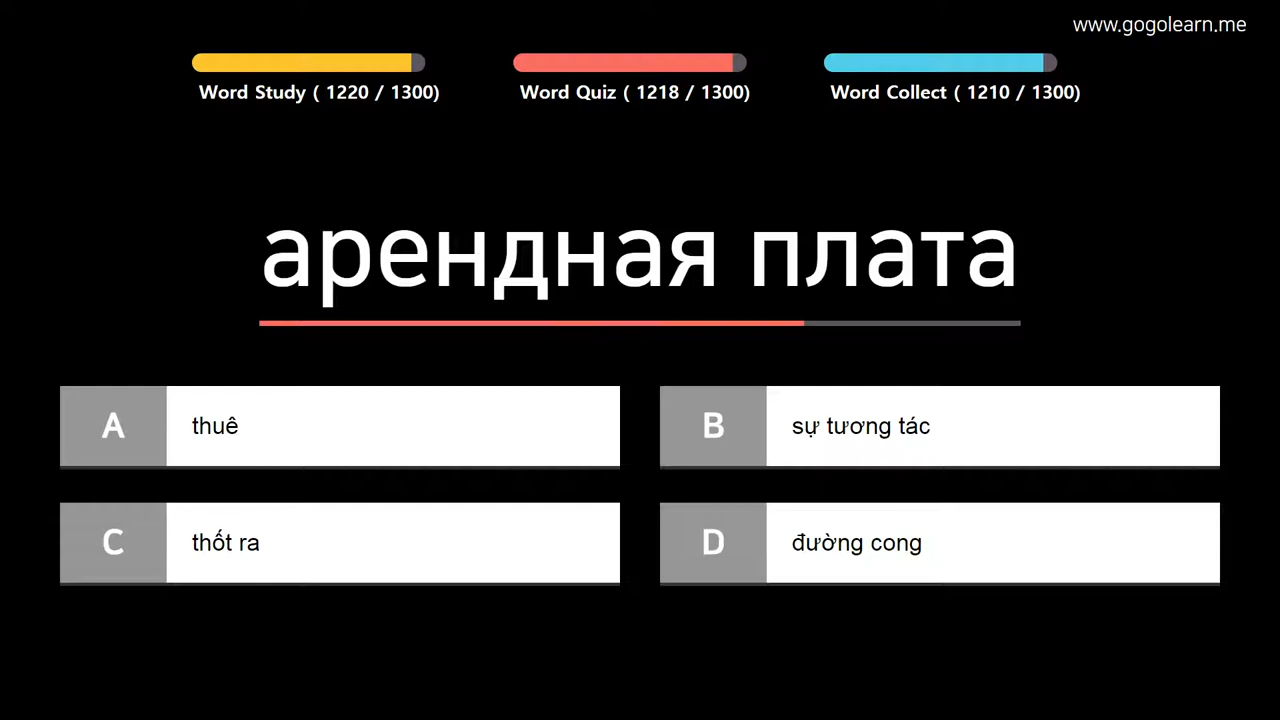 www.gogolearn.me
Word Study ( 1220 / 1300)
Word Quiz ( 1218 / 1300)
Word Collect ( 1210 / 1300)
арендная плата
A thuê
B sự tương tác
C thốt ra
D đường cong